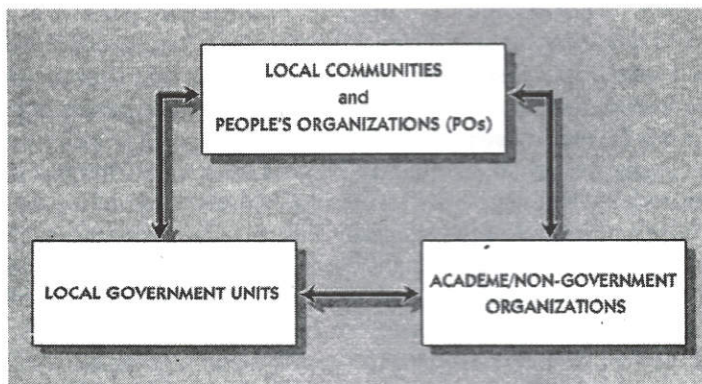 LOCAL COMMUNITIES
and
PEOPLE'S ORGANIZATIONS (POs)
LOCAL GOVERNMENT UNITS
ACADEME/NON-GOVERNMENT
ORGANIZATIONS